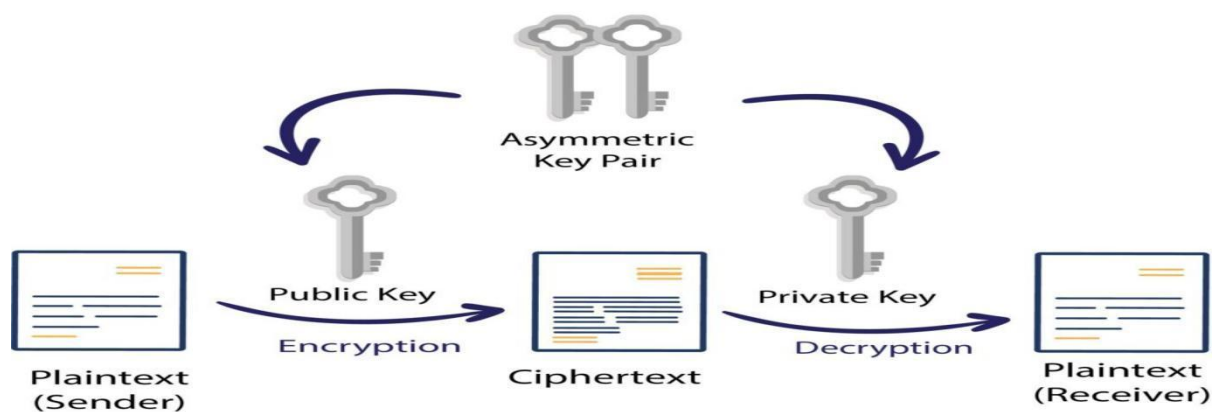 Asymmetric
Key Pair
Public Key
Private Key
Encryption
Decryption
Plaintext
(Sender)
Ciphertext
Plaintext
(Receiver)